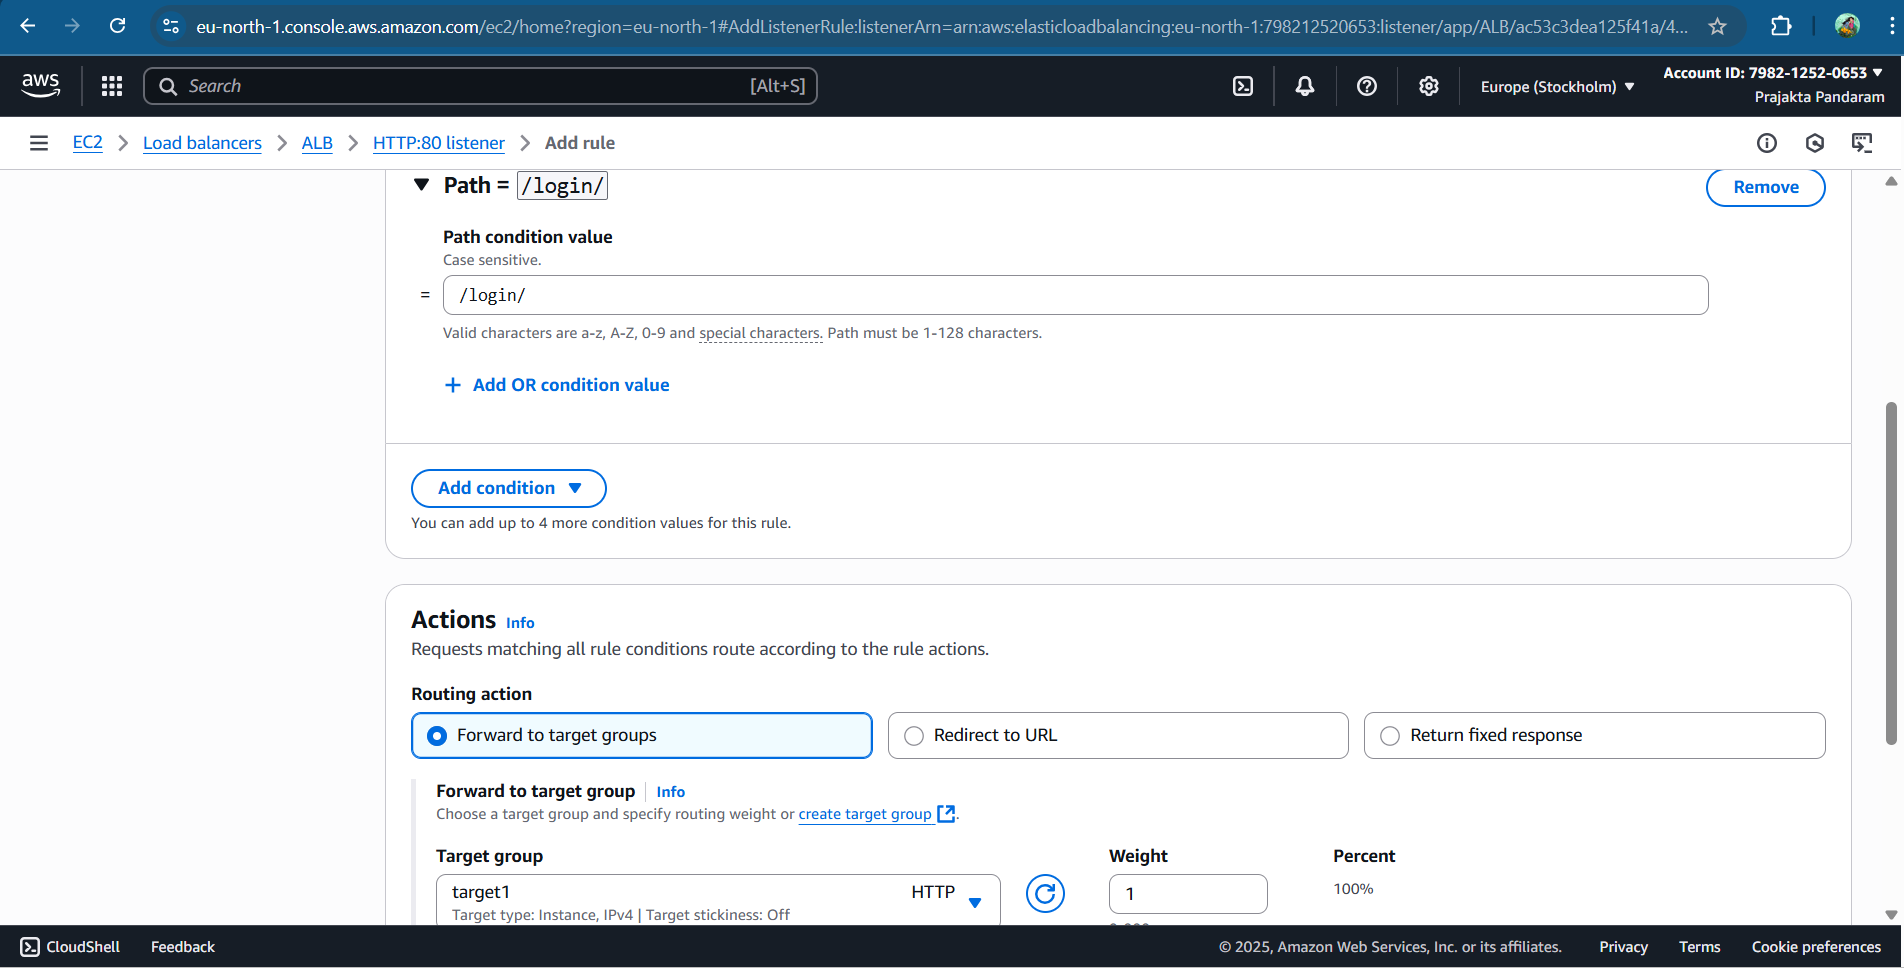 eu-north-1.console.aws.amazon.com/ec2/home?region=eu-north-1#AddListenerRule:listenerArn=arn:aws:elasticloadbalancing:eu-north-1:798212520653:listener/app/ALB/ac53c3dea125f41a/4...
aws
Search [Alt+S]
Europe (Stockholm)
Account ID: 7982-1252-0653
Prajakta Pandaram
EC2 > Load balancers > ALB > HTTP:80 listener > Add rule
Path = /login/
Remove
Path condition value
Case sensitive.
= /login/
Valid characters are a-z, A-Z, 0-9 and special characters. Path must be 1-128 characters.
+ Add OR condition value
Add condition
You can add up to 4 more condition values for this rule.
Actions Info
Requests matching all rule conditions route according to the rule actions.
Routing action
Forward to target groups
Redirect to URL
Return fixed response
Forward to target group Info
Choose a target group and specify routing weight or create target group.
Target group
Weight
Percent
target1
HTTP
Target type: Instance, IPv4 | Target stickiness: Off
1
100%
CloudShell
Feedback
© 2025, Amazon Web Services, Inc. or its affiliates.
Privacy
Terms
Cookie preferences